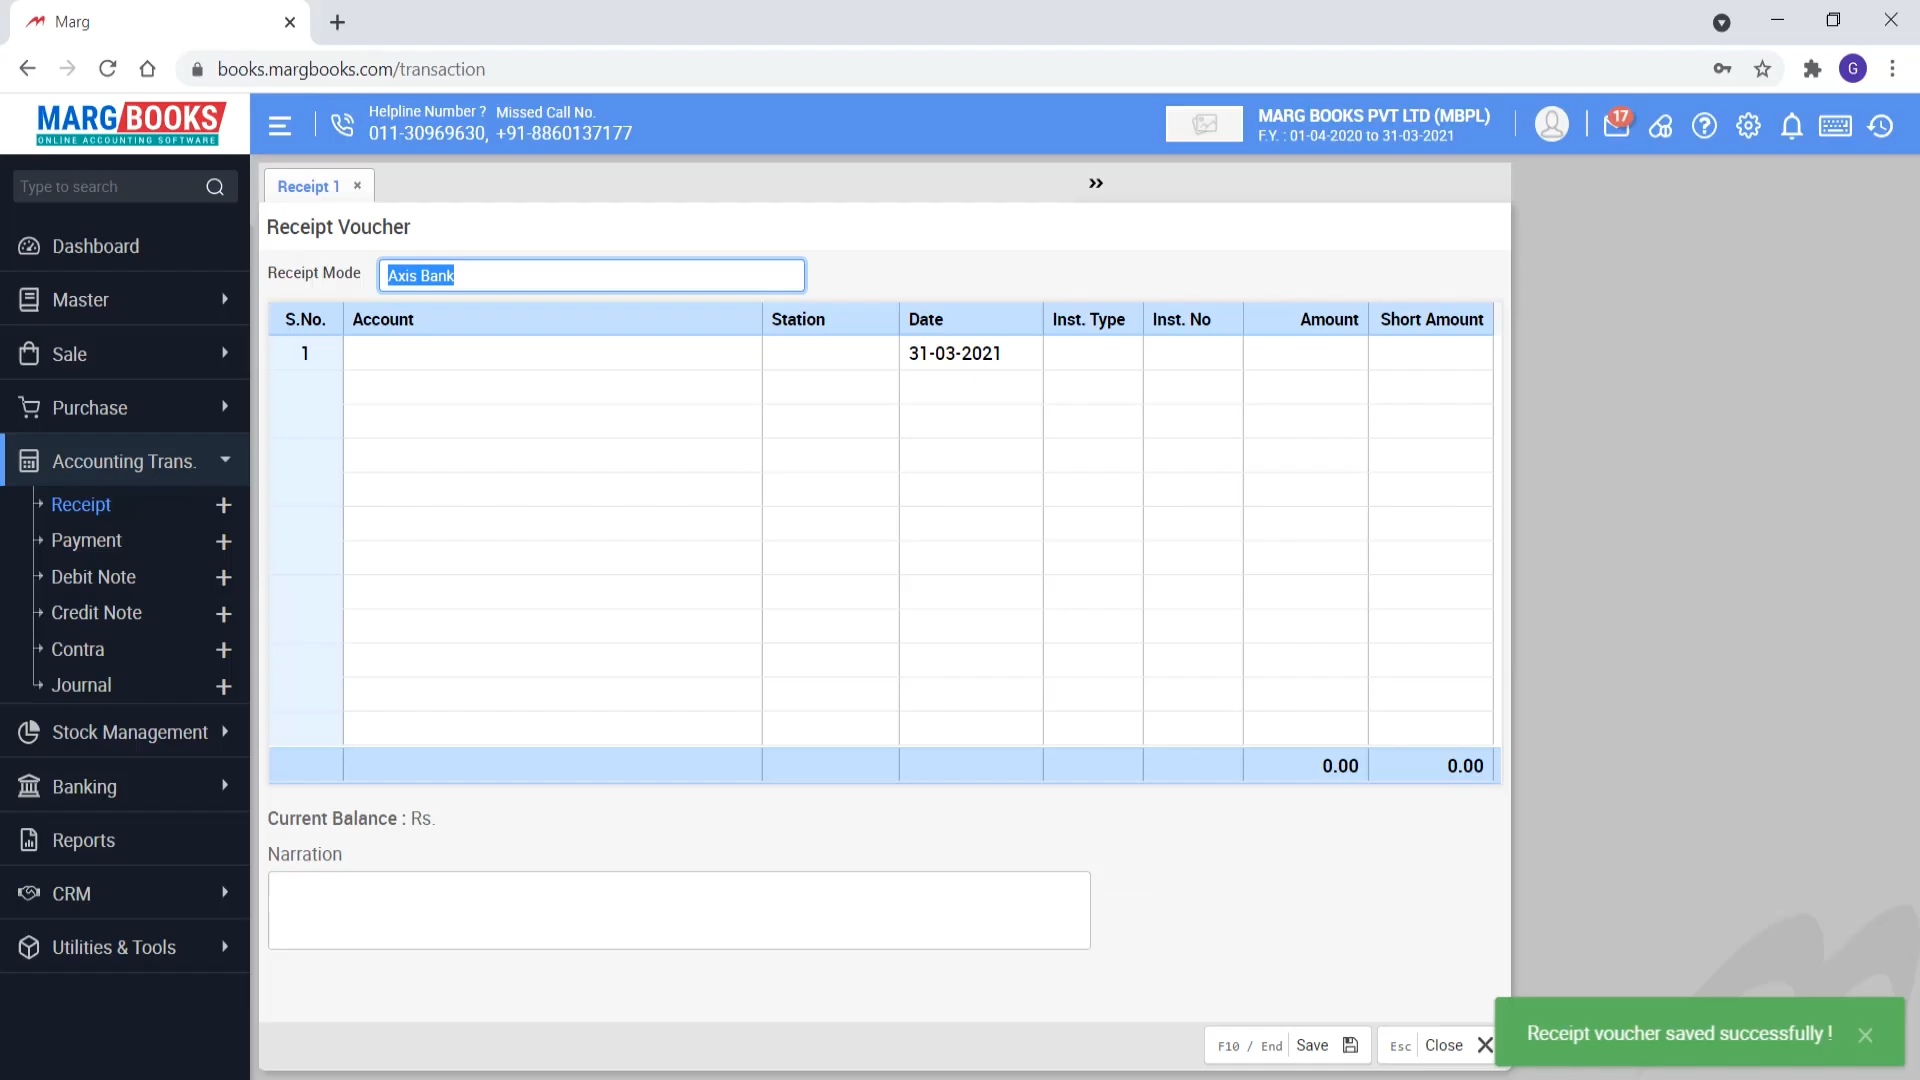 Marg
books.margbooks.com/transaction
G
MARG BOOKS
ONLINE ACCOUNTING SOFTWARE
Helpline Number ? Missed Call No.
011-30969630, +91-8860137177
MARG BOOKS PVT LTD (MBPL)
F.Y. : 01-04-2020 to 31-03-2021
17
Type to search
Dashboard
Master
Sale
Purchase
Accounting Trans.
Receipt
Payment
Debit Note
Credit Note
Contra
Journal
Stock Management
Banking
Reports
CRM
Utilities & Tools
Receipt 1
Receipt Voucher
Receipt Mode Axis Bank
S.No. Account Station Date Inst. Type Inst. No Amount Short Amount
1 31-03-2021
0.00 0.00
Current Balance : Rs.
Narration
F10 / End Save Esc Close
Receipt voucher saved successfully !